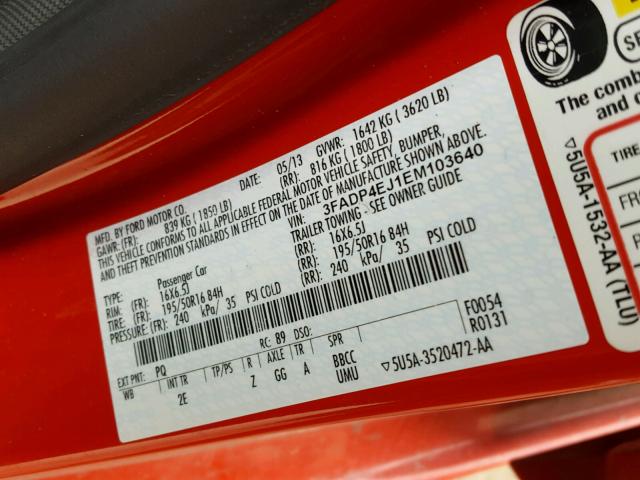 MFD. BY FORD MOTOR CO.
DATE: 05/13 GVWR: 1642 KG ( 3620 LB)
GAWR: (FR) 839 KG ( 1850 LB) (RR): 816 KG ( 1800 LB)
THIS VEHICLE CONFORMS TO ALL APPLICABLE FEDERAL MOTOR VEHICLE SAFETY, BUMPER,
AND THEFT PREVENTION STANDARDS IN EFFECT ON THE DATE OF MANUFACTURE SHOWN ABOVE.
VIN: 3FADP4EJ1EM103640
TYPE: Passenger Car TRAILER TOWING - SEE OWNER GUIDE
RIM: (FR) 16X6.5J (RR): 16X6.5J
TIRE: (FR) 195/50R16 84H (RR): 195/50R16 84H
PRESSURE: (FR) 240 kPa/ 35 PSI COLD (RR): 240 kPa/ 35 PSI COLD
EXT PNT: PQ RC: 89 DSO: F0054
WB INT TR TP/PS R AXLE TR SPR R0131
2E Z GG A BBCC
UMU ▽5U5A-3520472-AA
SE
The comb
and c
TIRE
▽5U5A-1532-AA (TLU)